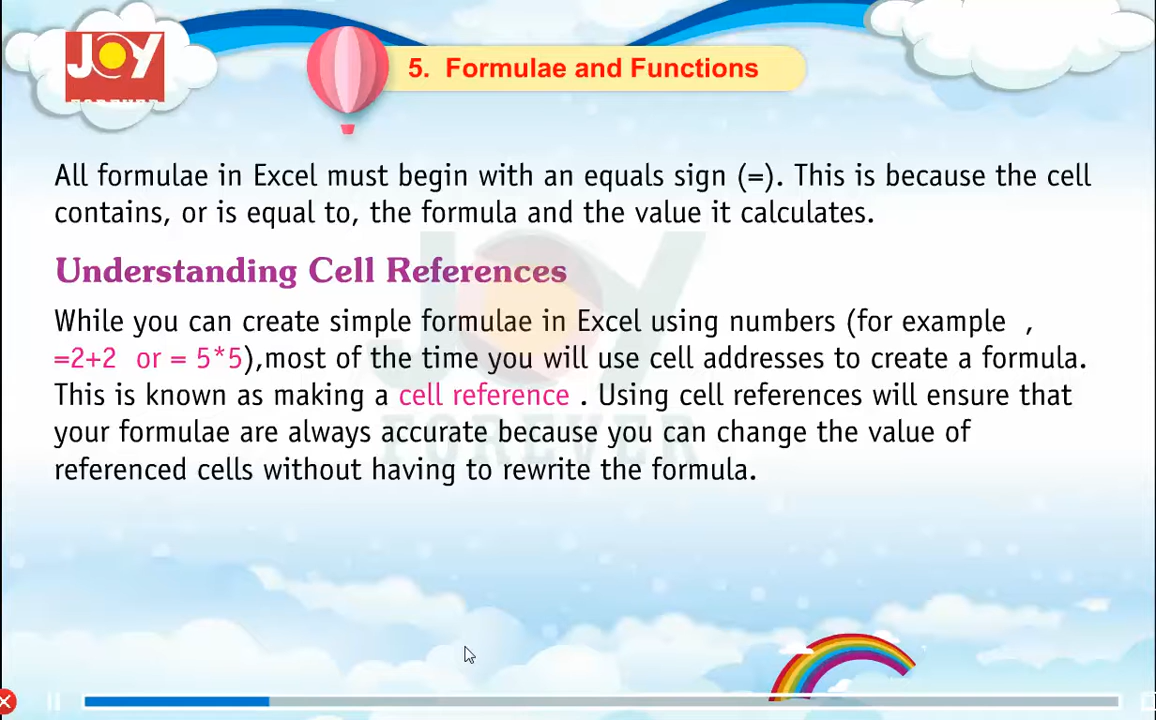 JOY
FOREVER
5. Formulae and Functions
All formulae in Excel must begin with an equals sign (=). This is because the cell
contains, or is equal to, the formula and the value it calculates.
Understanding Cell References
While you can create simple formulae in Excel using numbers (for example ,
=2+2 or = 5*5),most of the time you will use cell addresses to create a formula.
This is known as making a cell reference . Using cell references will ensure that
your formulae are always accurate because you can change the value of
referenced cells without having to rewrite the formula.
JOY
FOREVER